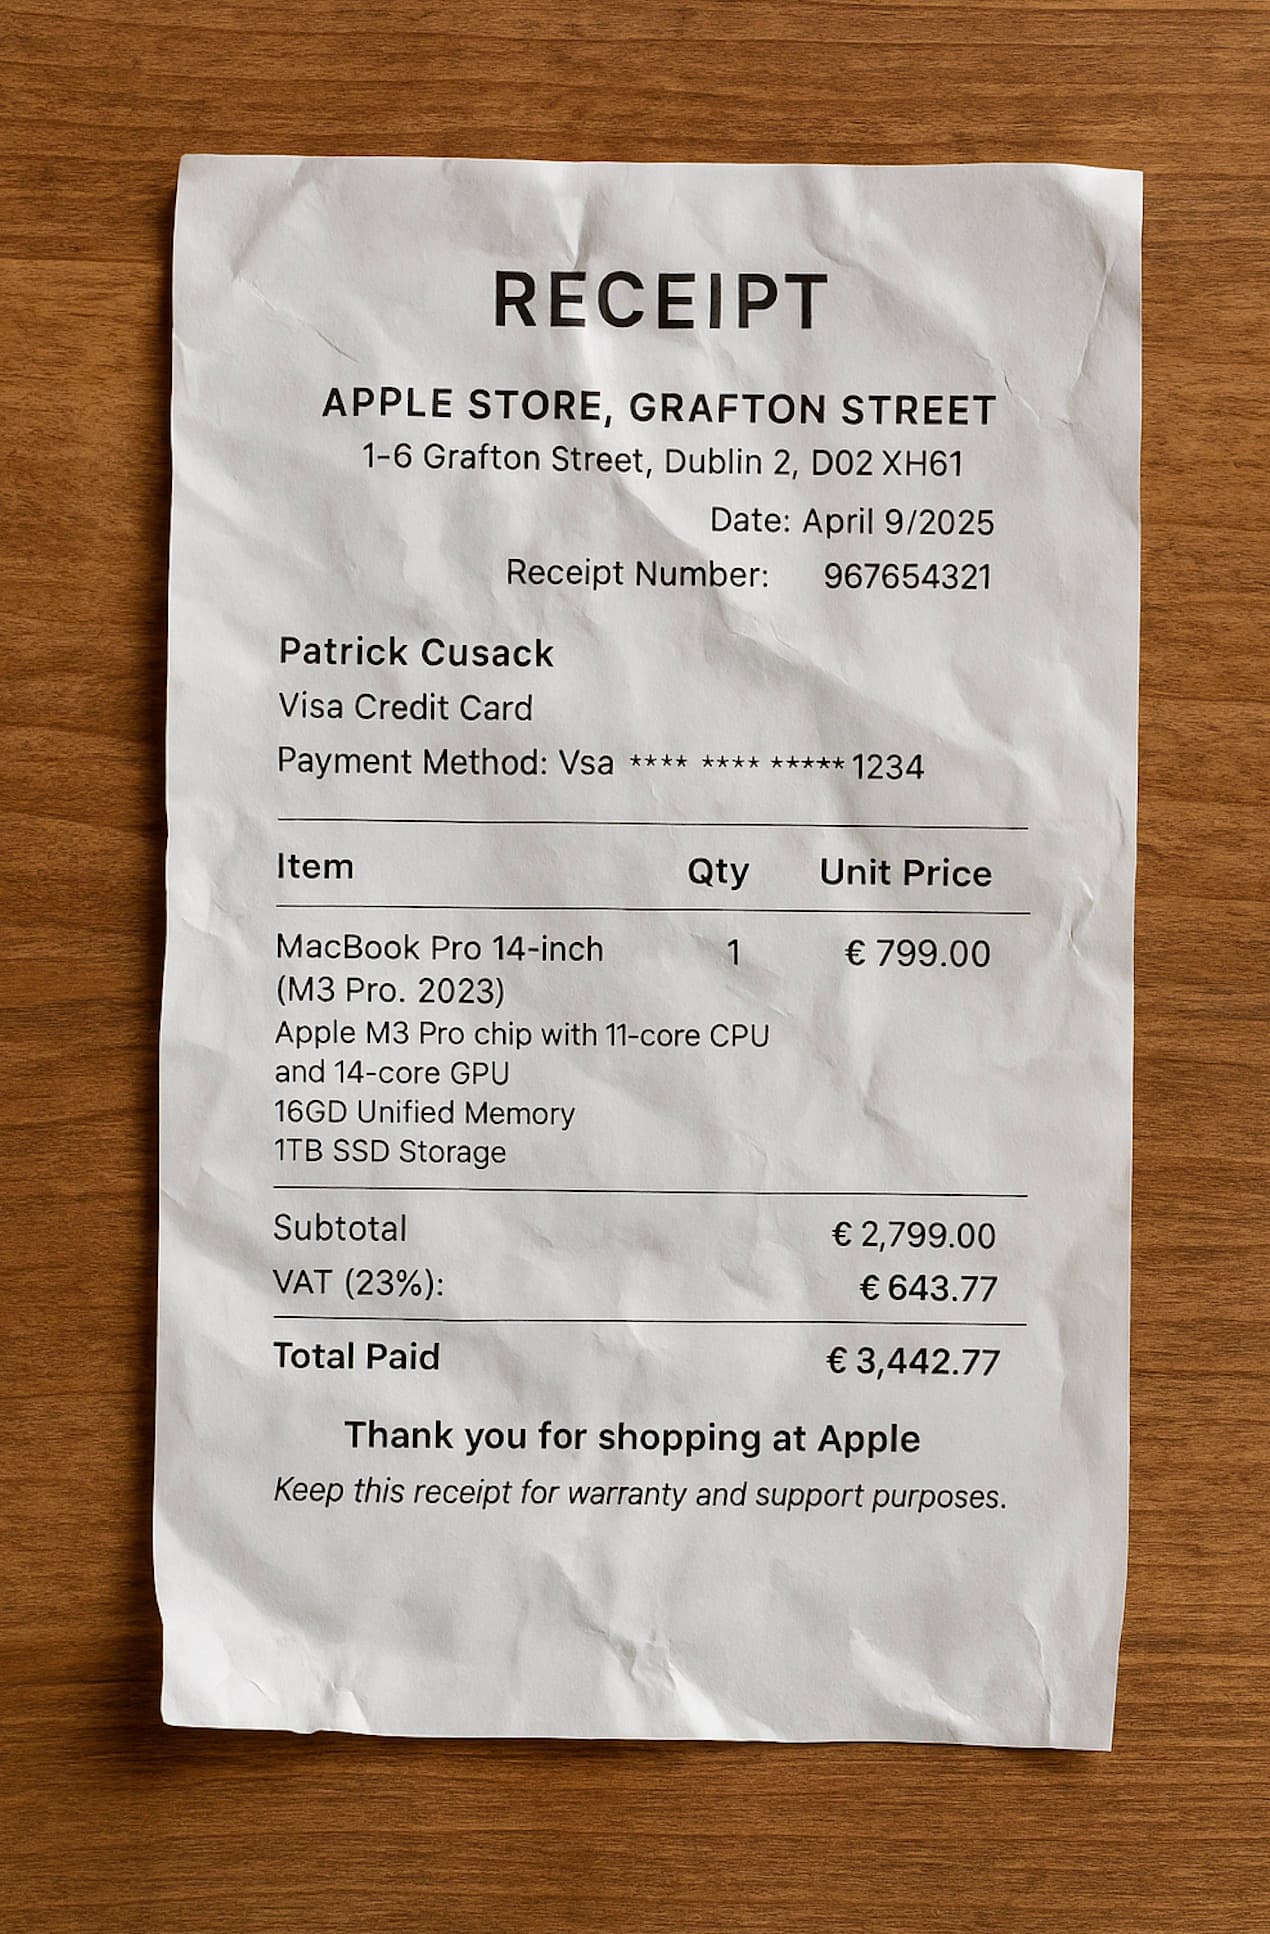 RECEIPT
APPLE STORE, GRAFTON STREET
1-6 Grafton Street, Dublin 2, D02 XH61
Date: April 9/2025
Receipt Number: 967654321
Patrick Cusack
Visa Credit Card
Payment Method: Vsa **** **** *****1234
Item Qty Unit Price
MacBook Pro 14-inch 1 € 799.00
(M3 Pro. 2023)
Apple M3 Pro chip with 11-core CPU
and 14-core GPU
16GD Unified Memory
1TB SSD Storage
Subtotal € 2,799.00
VAT (23%): € 643.77
Total Paid € 3,442.77
Thank you for shopping at Apple
Keep this receipt for warranty and support purposes.